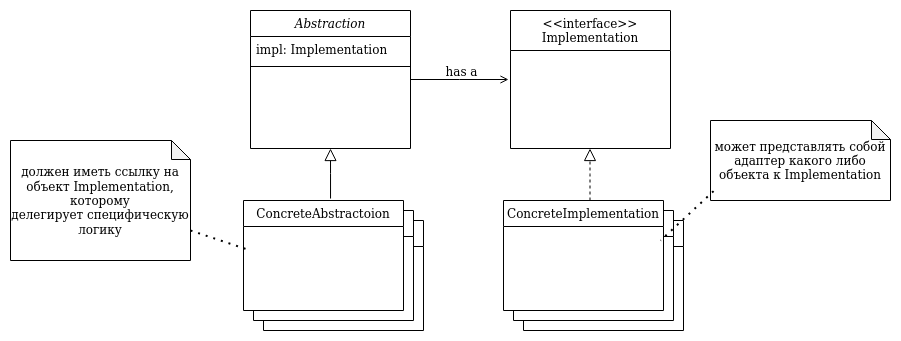 Abstraction
impl: Implementation
has a
<<interface>>
Implementation
должен иметь ссылку на
объект Implementation,
которому
делегирует специфическую
логику
может представлять собой
адаптер какого либо
объекта к Implementation
ConcreteAbstractoion
ConcreteImplementation